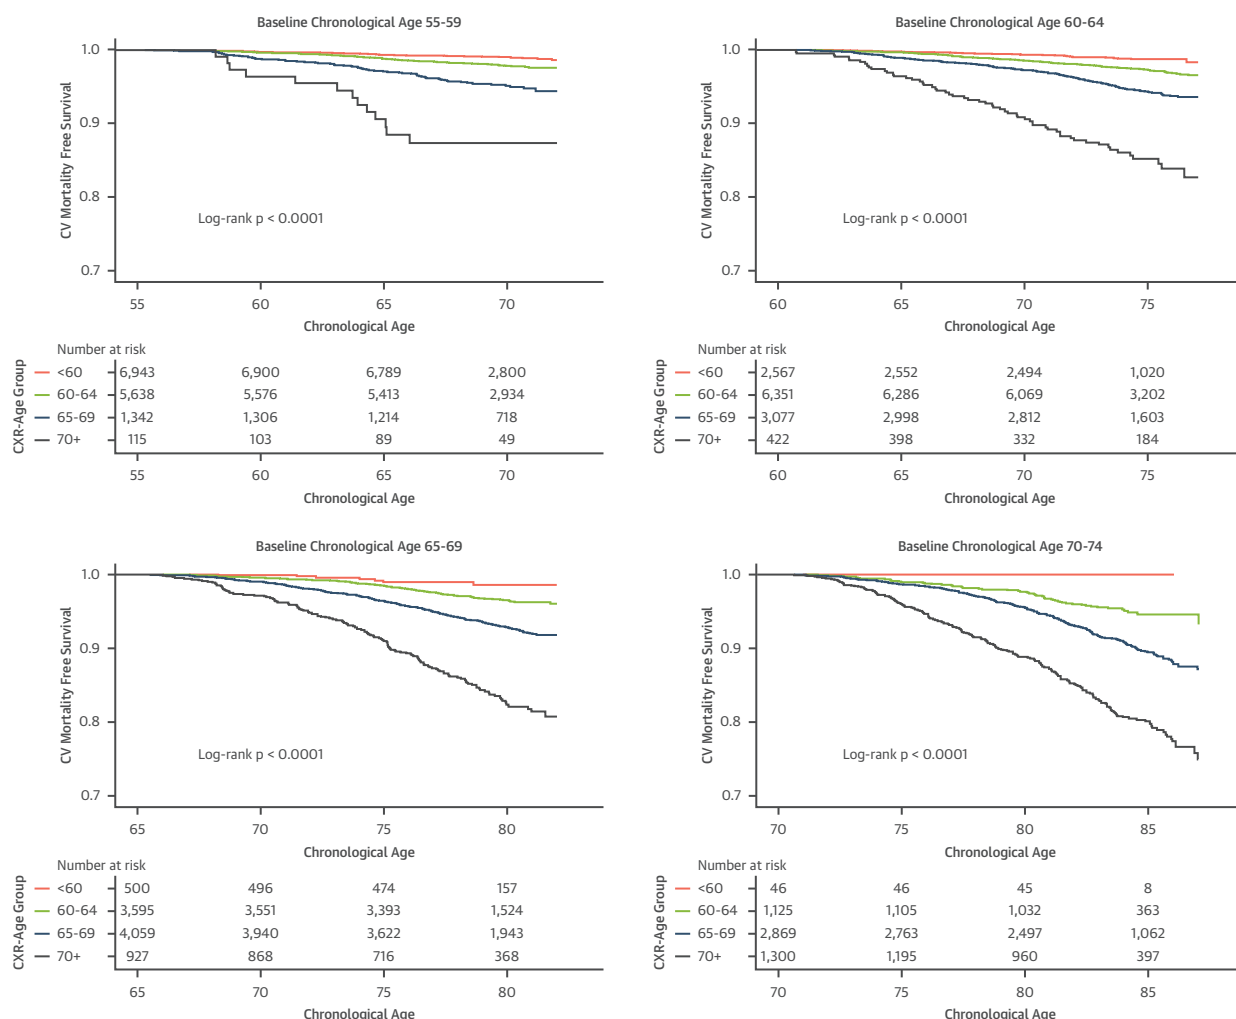 Baseline Chronological Age 55-59
CV Mortality Free Survival
1.0
0.9
0.8
0.7
Log-rank p < 0.0001
55 60 65 70
Chronological Age
Number at risk
CXR-Age Group
<60 6,943 6,900 6,789 2,800
60-64 5,638 5,576 5,413 2,934
65-69 1,342 1,306 1,214 718
70+ 115 103 89 49
55 60 65 70
Chronological Age
Baseline Chronological Age 60-64
CV Mortality Free Survival
1.0
0.9
0.8
0.7
Log-rank p < 0.0001
60 65 70 75
Chronological Age
Number at risk
CXR-Age Group
<60 2,567 2,552 2,494 1,020
60-64 6,351 6,286 6,069 3,202
65-69 3,077 2,998 2,812 1,603
70+ 422 398 332 184
60 65 70 75
Chronological Age
Baseline Chronological Age 65-69
CV Mortality Free Survival
1.0
0.9
0.8
0.7
Log-rank p < 0.0001
65 70 75 80
Chronological Age
Number at risk
CXR-Age Group
<60 500 496 474 157
60-64 3,595 3,551 3,393 1,524
65-69 4,059 3,940 3,622 1,943
70+ 927 868 716 368
65 70 75 80
Chronological Age
Baseline Chronological Age 70-74
CV Mortality Free Survival
1.0
0.9
0.8
0.7
Log-rank p < 0.0001
70 75 80 85
Chronological Age
Number at risk
CXR-Age Group
<60 46 46 45 8
60-64 1,125 1,105 1,032 363
65-69 2,869 2,763 2,497 1,062
70+ 1,300 1,195 960 397
70 75 80 85
Chronological Age